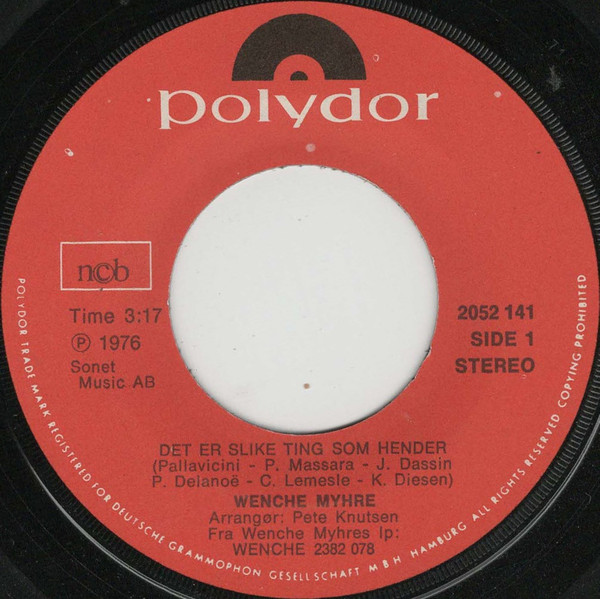 polydor
ncb
Time 3:17
℗ 1976
Sonet
Music AB
2052 141
SIDE 1
STEREO
DET ER SLIKE TING SOM HENDER
(Pallavicini - P. Massara - J. Dassin
P. Delanoë - C. Lemesle - K. Diesen)
WENCHE MYHRE
Arrangør: Pete Knutsen
Fra Wenche Myhres lp:
WENCHE 2382 078
POLYDOR TRADE MARK REGISTERED FOR DEUTSCHE GRAMMOPHON GESELLSCHAFT MBH HAMBURG ALL RIGHTS RESERVED COPYING PROHIBITED